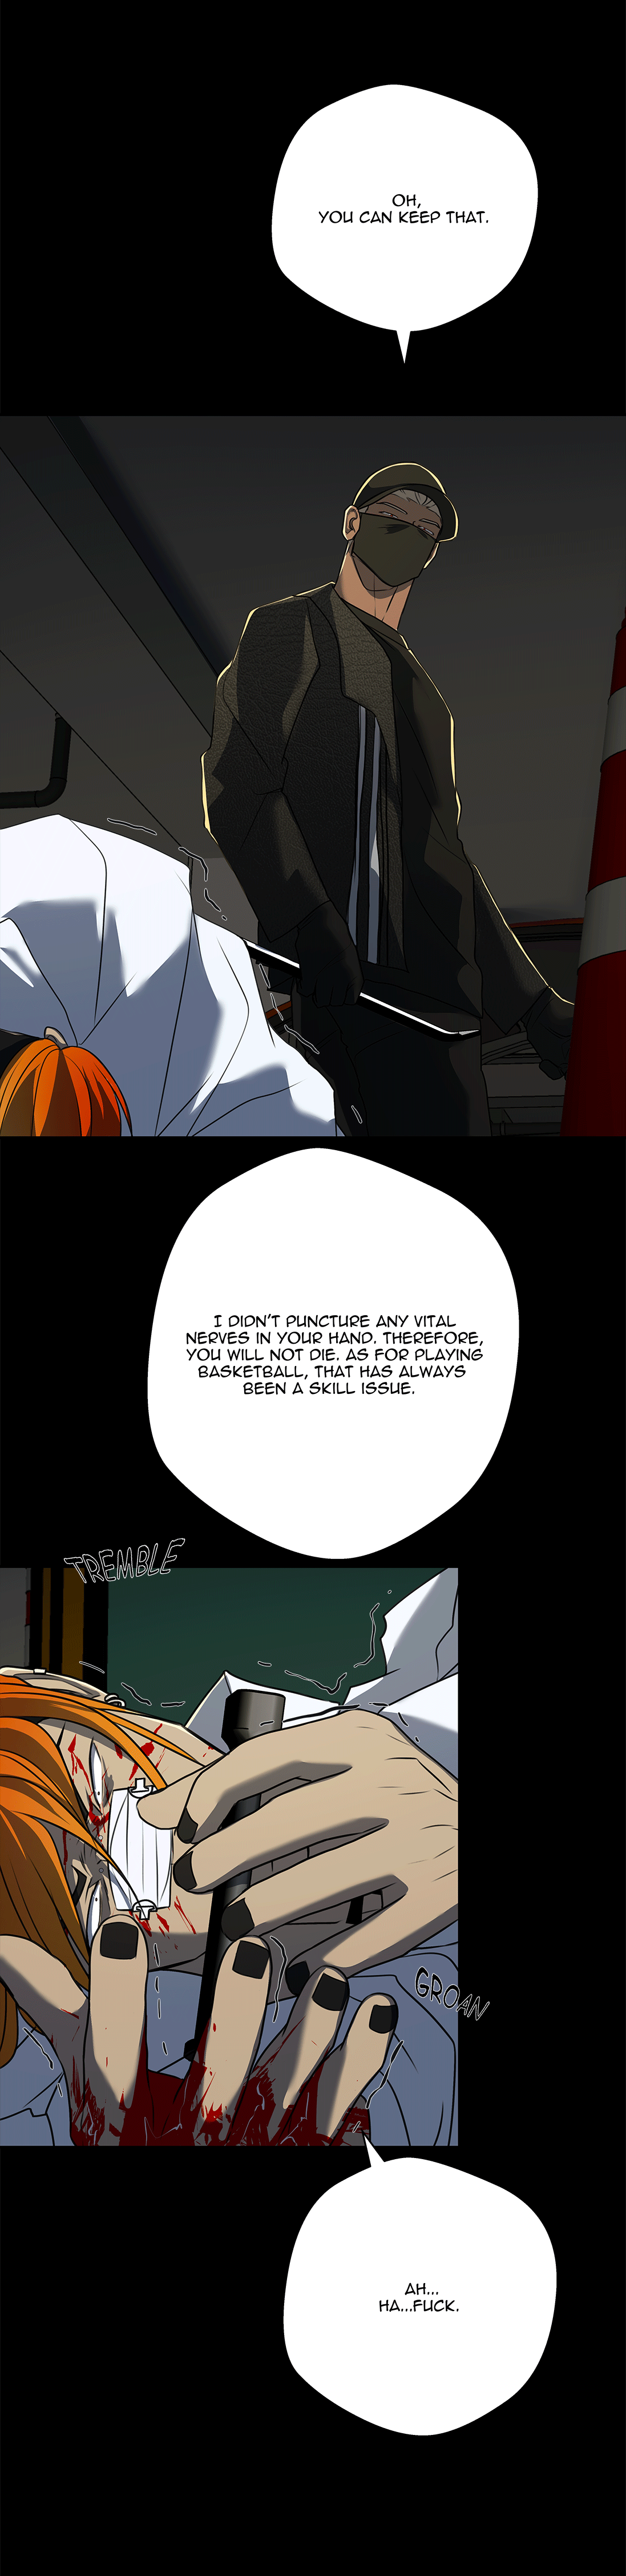 OH,
YOU CAN KEEP THAT.
I DIDN'T PUNCTURE ANY VITAL
NERVES IN YOUR HAND. THEREFORE,
YOU WILL NOT DIE. AS FOR PLAYING
BASKETBALL, THAT HAS ALWAYS
BEEN A SKILL ISSUE.
TREMBLE
GROAN
AH...
HA...FUCK.